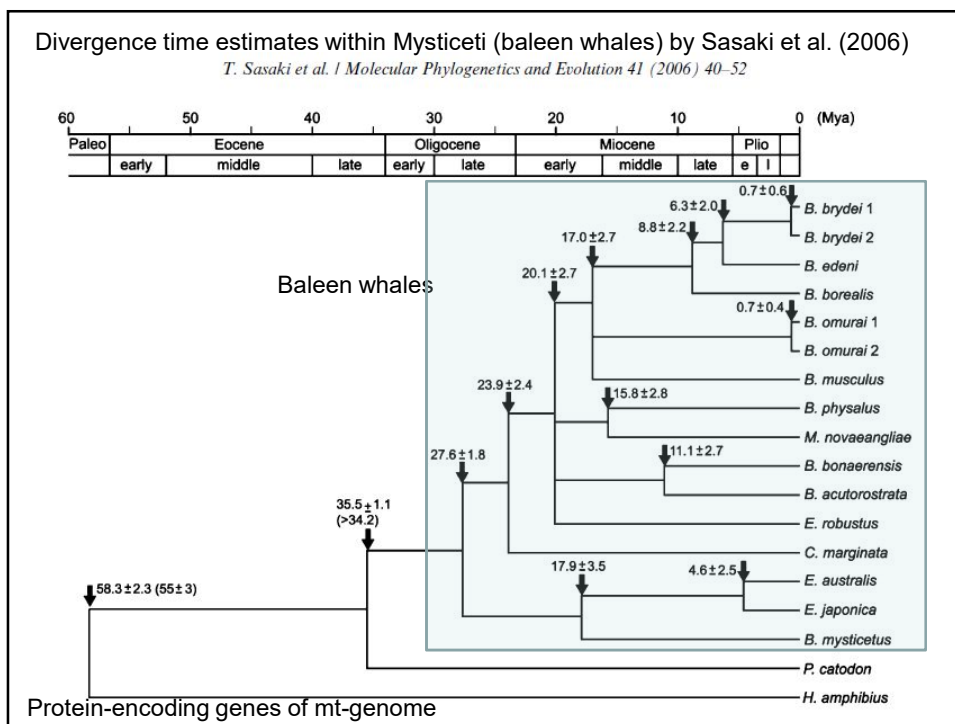 Divergence time estimates within Mysticeti (baleen whales) by Sasaki et al. (2006)
T. Sasaki et al. / Molecular Phylogenetics and Evolution 41 (2006) 40–52
60 50 40 30 20 10 0 (Mya)
Paleo Eocene Oligocene Miocene Plio
early middle late early late early middle late e l
0.7±0.6
B. brydei 1
6.3±2.0
B. brydei 2
8.8±2.2
17.0±2.7
B. edeni
20.1±2.7
Baleen whales
B. borealis
0.7±0.4
B. omurai 1
B. omurai 2
23.9±2.4
B. musculus
15.8±2.8
B. physalus
M. novaeangliae
27.6±1.8
11.1±2.7
B. bonaerensis
B. acutorostrata
35.5±1.1
(>34.2)
E. robustus
C. marginata
17.9±3.5
4.6±2.5
E. australis
58.3±2.3 (55±3)
E. japonica
B. mysticetus
P. catodon
H. amphibius
Protein-encoding genes of mt-genome